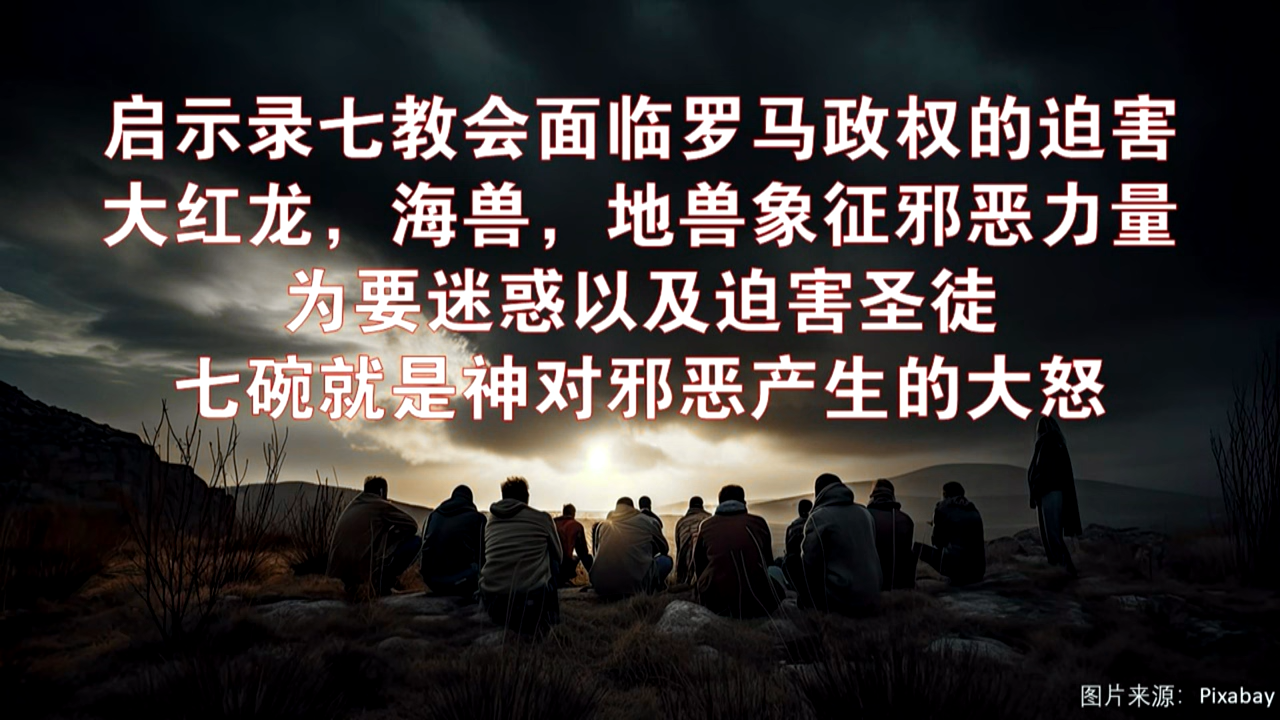 启示录七教会面临罗马政权的迫害
大红龙，海兽，地兽象征邪恶力量
为要迷惑以及迫害圣徒
七碗就是神对邪恶产生的大怒
图片来源：Pixabay